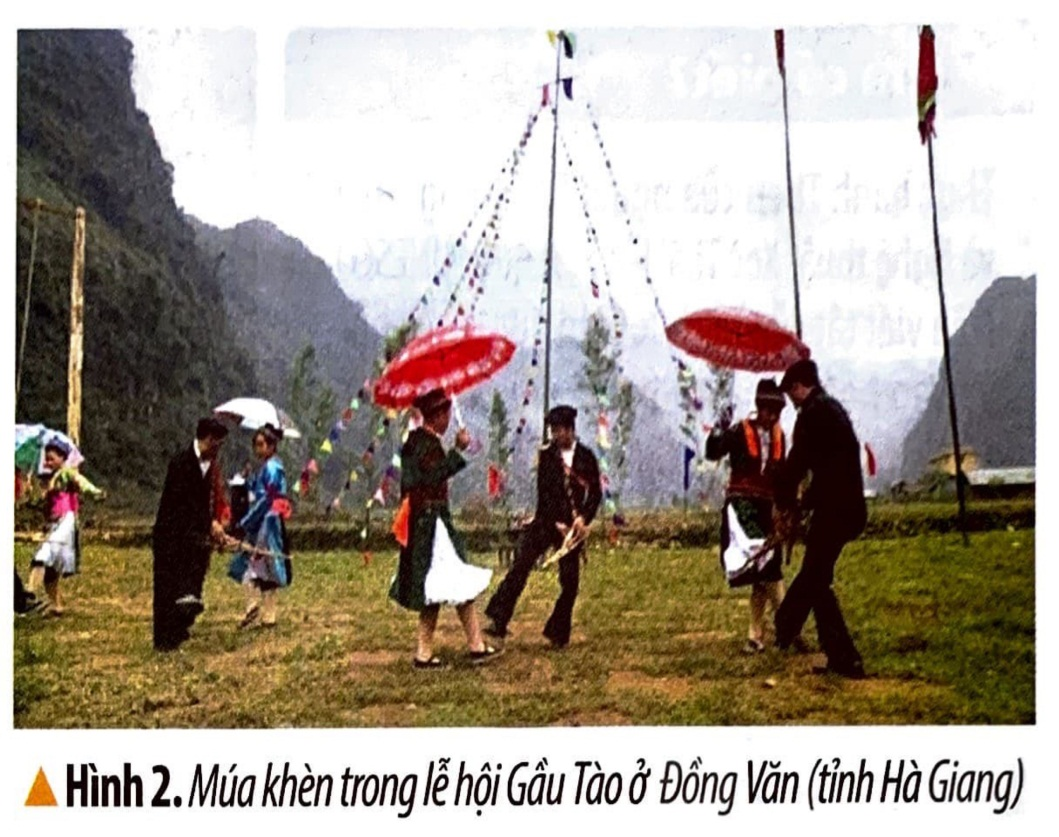 ▲ Hình 2. Múa khèn trong lễ hội Gầu Tào ở Đồng Văn (tỉnh Hà Giang)